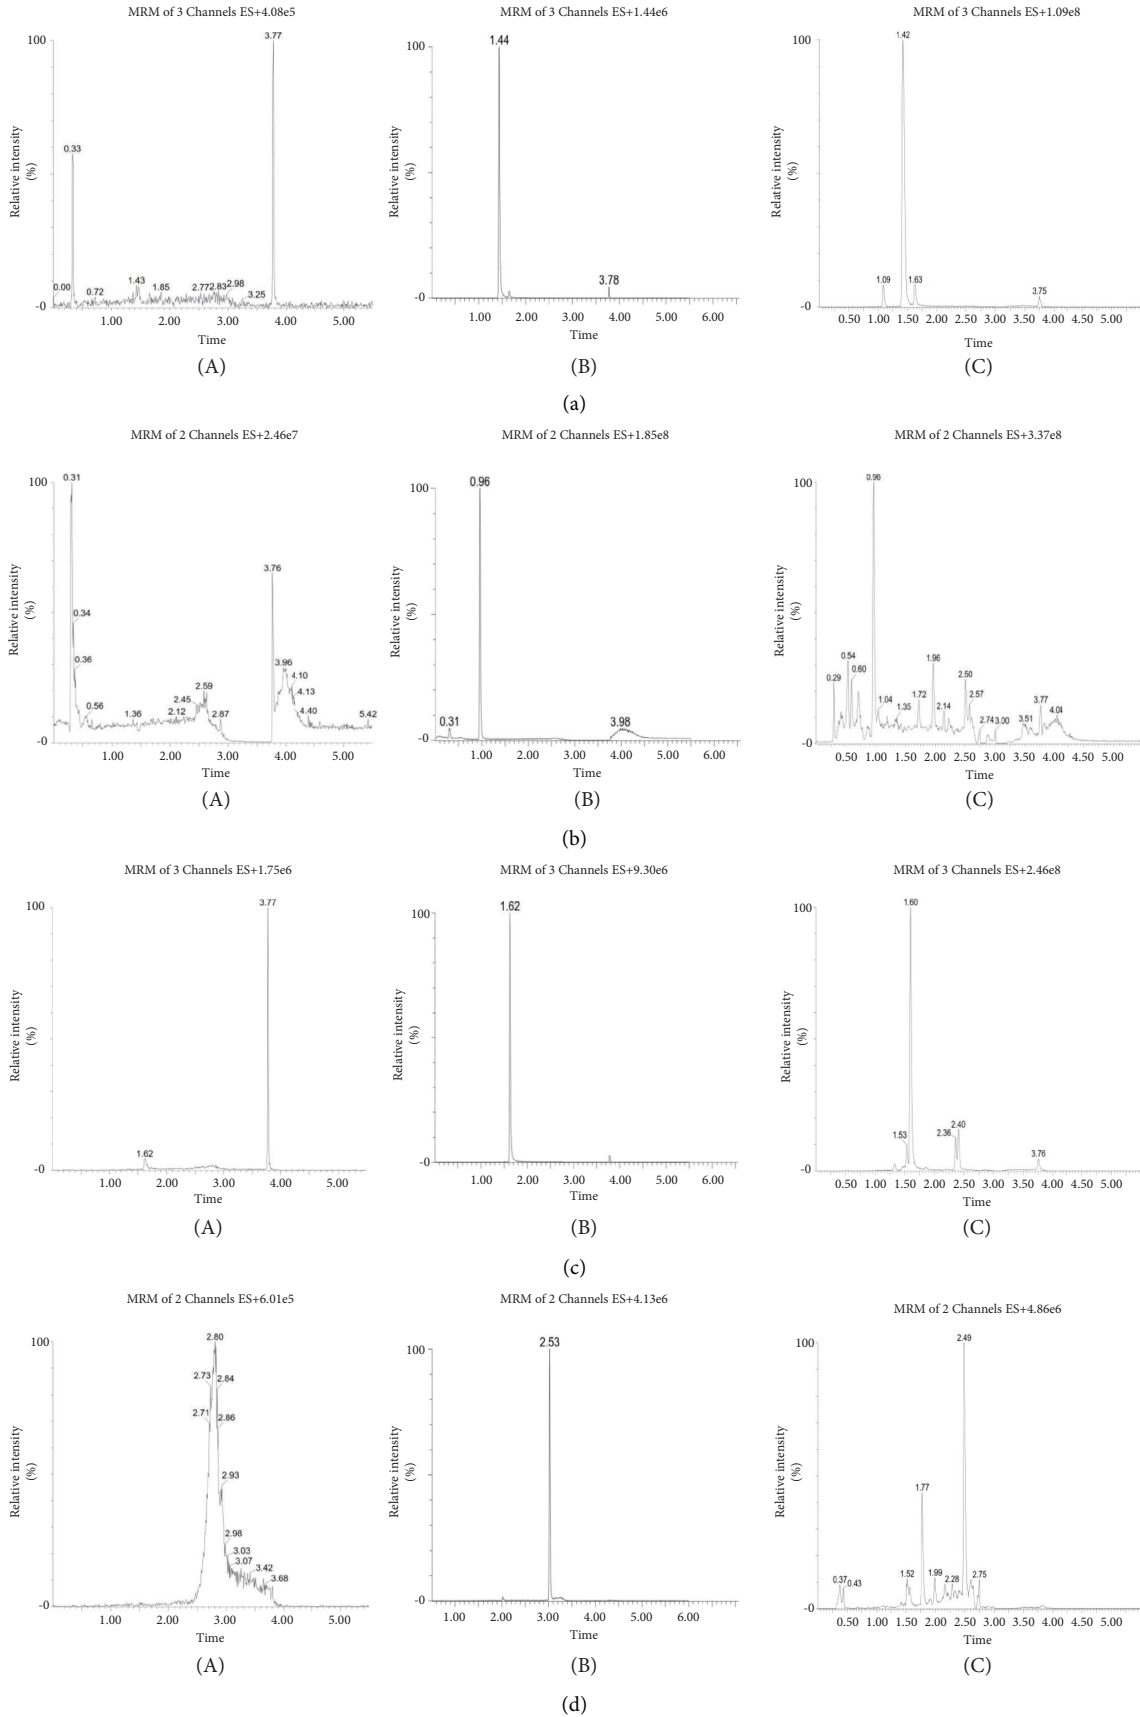 MRM of 3 Channels ES+4.08e5
100
3.77
0.33
0.00
0.72
1.43
1.85
2.77
2.83
2.98
3.25
-0
Relative intensity
(%)
1.00 2.00 3.00 4.00 5.00
Time
(A)
MRM of 3 Channels ES+1.44e6
100
1.44
3.78
-0
Relative intensity
(%)
1.00 2.00 3.00 4.00 5.00 6.00
Time
(B)
MRM of 3 Channels ES+1.09e8
100
1.42
1.09
1.63
3.75
-0
Relative intensity
(%)
0.50 1.00 1.50 2.00 2.50 3.00 3.50 4.00 4.50 5.00
Time
(C)
(a)
MRM of 2 Channels ES+2.46e7
100
0.31
0.34
0.36
0.56
1.36
2.12
2.45
2.59
2.87
3.76
3.96
4.10
4.13
4.40
5.42
-0
Relative intensity
(%)
1.00 2.00 3.00 4.00 5.00
Time
(A)
MRM of 2 Channels ES+1.85e8
100
0.96
0.31
3.98
-0
Relative intensity
(%)
1.00 2.00 3.00 4.00 5.00 6.00
Time
(B)
MRM of 2 Channels ES+3.37e8
100
0.96
0.29
0.54
0.60
1.04
1.35
1.72
1.96
2.14
2.50
2.57
2.74
3.00
3.51
3.77
4.04
-0
Relative intensity
(%)
0.50 1.00 1.50 2.00 2.50 3.00 3.50 4.00 4.50 5.00
Time
(C)
(b)
MRM of 3 Channels ES+1.75e6
100
3.77
1.62
-0
Relative intensity
(%)
1.00 2.00 3.00 4.00 5.00
Time
(A)
MRM of 3 Channels ES+9.30e6
100
1.62
-0
Relative intensity
(%)
1.00 2.00 3.00 4.00 5.00 6.00
Time
(B)
MRM of 3 Channels ES+2.46e8
100
1.60
1.53
2.36
2.40
3.76
-0
Relative intensity
(%)
0.50 1.00 1.50 2.00 2.50 3.00 3.50 4.00 4.50 5.00
Time
(C)
(c)
MRM of 2 Channels ES+6.01e5
100
2.80
2.73
2.84
2.71
2.86
2.93
2.98
3.03
3.07
3.42
3.68
-0
Relative intensity
(%)
1.00 2.00 3.00 4.00 5.00
Time
(A)
MRM of 2 Channels ES+4.13e6
100
2.53
-0
Relative intensity
(%)
1.00 2.00 3.00 4.00 5.00 6.00
Time
(B)
MRM of 2 Channels ES+4.86e6
100
2.49
1.77
0.37
0.43
1.52
1.99
2.28
2.75
-0
Relative intensity
(%)
0.50 1.00 1.50 2.00 2.50 3.00 3.50 4.00 4.50 5.00
Time
(C)
(d)